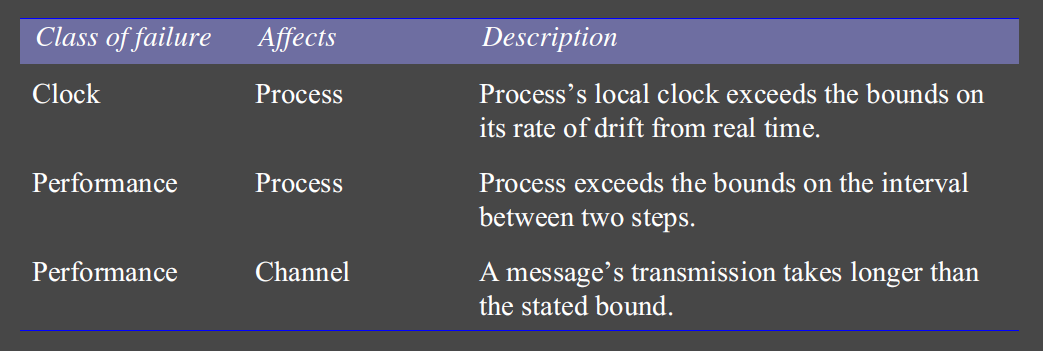 Class of failure Affects Description
Clock Process Process’s local clock exceeds the bounds on
its rate of drift from real time.
Performance Process Process exceeds the bounds on the interval
between two steps.
Performance Channel A message’s transmission takes longer than
the stated bound.